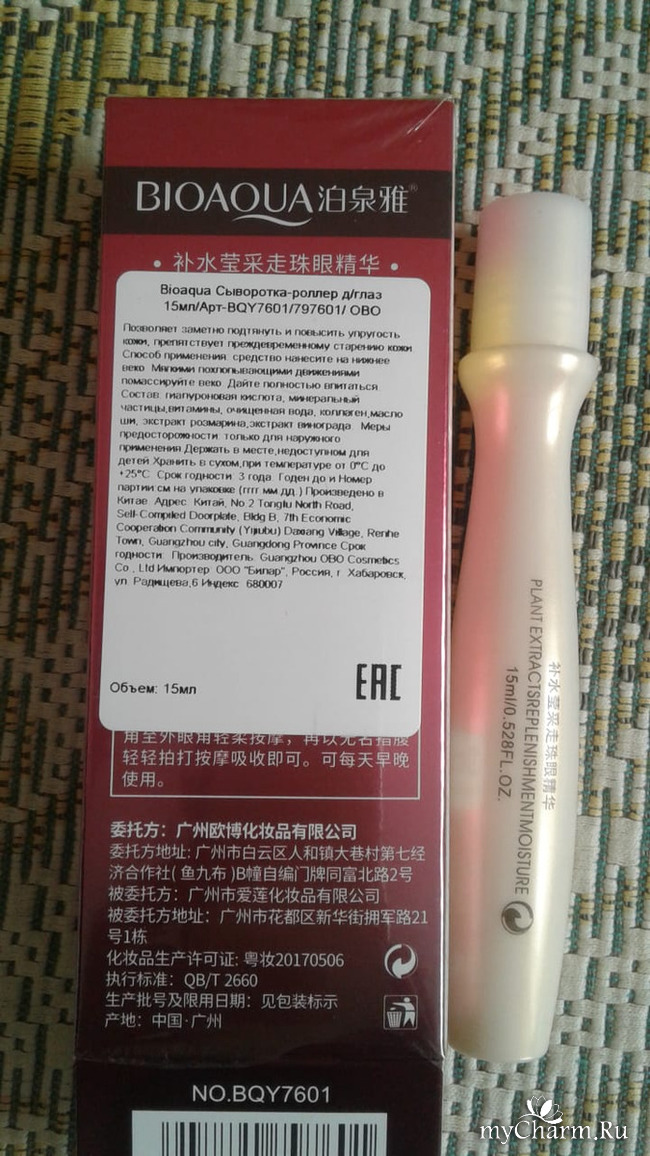 BIOAQUA泊泉雅®
• 补水莹采走珠眼精华 •
Bioaqua Сыворотка-роллер д/глаз
15мл/Арт-BQY7601/797601/ ОВО
Позволяет заметно подтянуть и повысить упругость
кожи, препятствует преждевременному старению кожи
Способ применения средство нанесите на нижнее
веко Мягкими похлопывающими движениями
помассируйте веко Дайте полностью впитаться
Состав гиалуроновая кислота, минеральный
частицы,витамины, очищенная вода, коллаген,масло
ши, экстракт розмарина,экстракт винограда. Меры
предосторожности: только для наружного
применения Держать в месте,недоступном для
детей Хранить в сухом,при температуре от 0°С до
+25°С. Срок годности 3 года. Годен до и Номер
партии см на упаковке (гггг мм дд ) Произведено в
Китае Адрес Китай, No.2 Tongfu North Road,
Self-Compiled Doorplate, Bldg B, 7th Economic
Cooperation Community (Yijiubu) Daxiang Village, Renhe
Town, Guangzhou city, Guangdong Province Срок
годности Производитель Guangzhou OBO Cosmetics
Co., Ltd Импортер ООО "Билар", Россия, г Хабаровск,
ул. Радищева,6 Индекс 680007
Объем: 15мл
EAC
角至外眼角轻柔按摩，再以无名指腹
轻轻拍打按摩吸收即可。可每天早晚
使用。
委托方：广州欧博化妆品有限公司
委托方地址：广州市白云区人和镇大巷村第七经
济合作社( 鱼九布 )B幢自编门牌同富北路2号
被委托方：广州市爱莲化妆品有限公司
被委托方地址：广州市花都区新华街拥军路21
号1栋
化妆品生产许可证: 粤妆20170506
执行标准：QB/T 2660
生产批号及限用日期：见包装标示
产地：中国·广州
NO.BQY7601
补水莹采走珠眼精华
PLANT EXTRACTSREPLENISHMENTMOISTURE
15ml/0.528FL.OZ.
myCharm.Ru